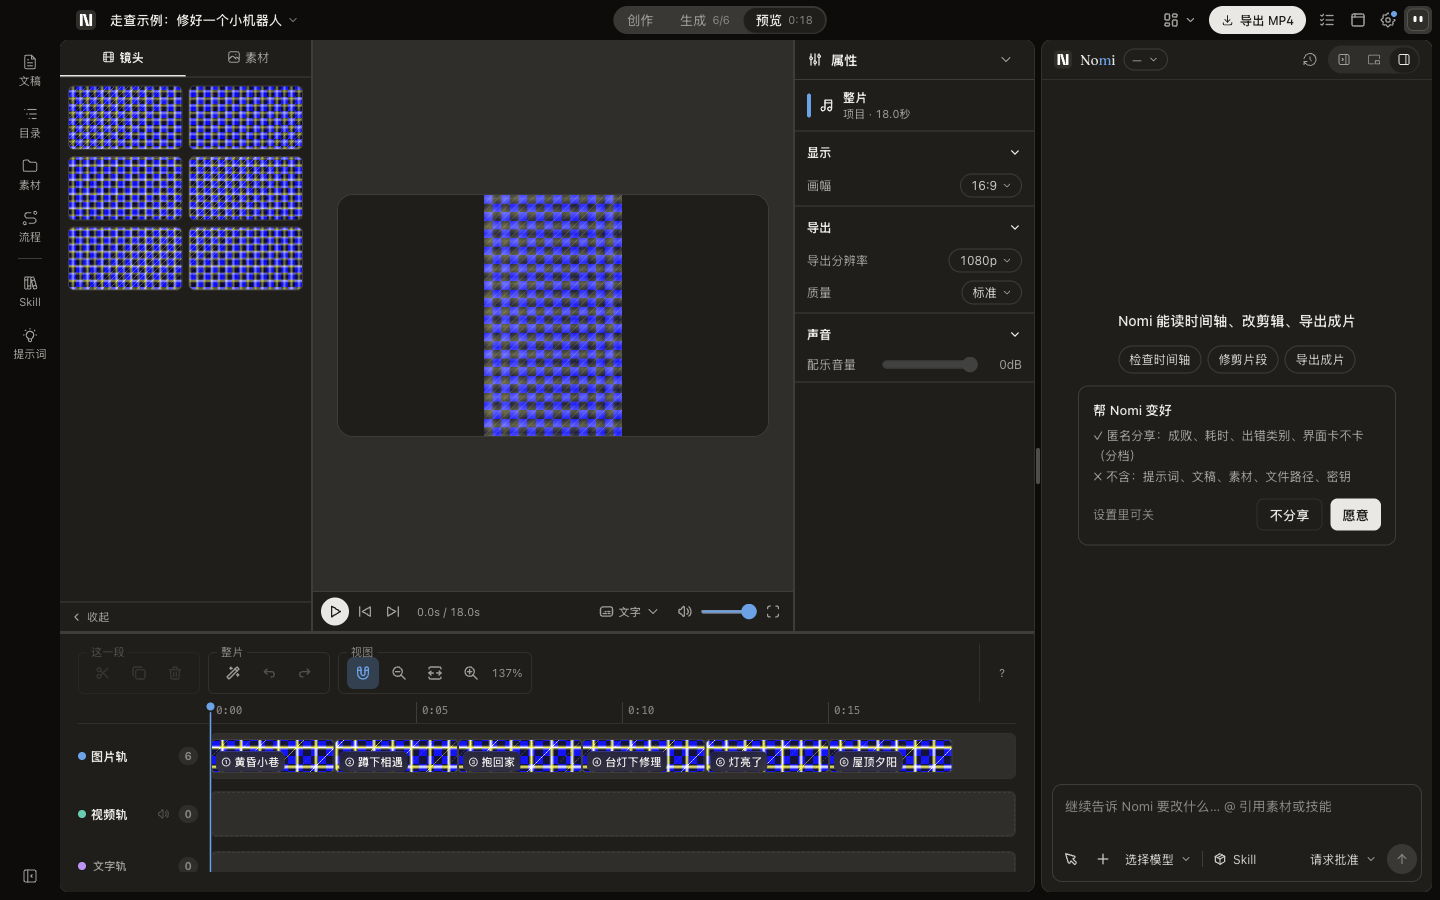 走查示例：修好一个小机器人
创作
生成 6/6
预览 0:18
导出 MP4
文稿
目录
素材
流程
Skill
提示词
镜头
素材
收起
0.0s / 18.0s
文字
属性
整片
项目 · 18.0秒
显示
画幅
16:9
导出
导出分辨率
1080p
质量
标准
声音
配乐音量
0dB
Nomi
—
Nomi 能读时间轴、改剪辑、导出成片
检查时间轴
修剪片段
导出成片
帮 Nomi 变好
✓ 匿名分享：成败、耗时、出错类别、界面卡不卡
（分档）
✕ 不含：提示词、文稿、素材、文件路径、密钥
设置里可关
不分享
愿意
继续告诉 Nomi 要改什么… @ 引用素材或技能
选择模型
Skill
请求批准
这一段
整片
视图
137%
?
0:00
0:05
0:10
0:15
图片轨
6
① 黄昏小巷
② 蹲下相遇
③ 抱回家
④ 台灯下修理
⑤ 灯亮了
⑥ 屋顶夕阳
视频轨
0
文字轨
0